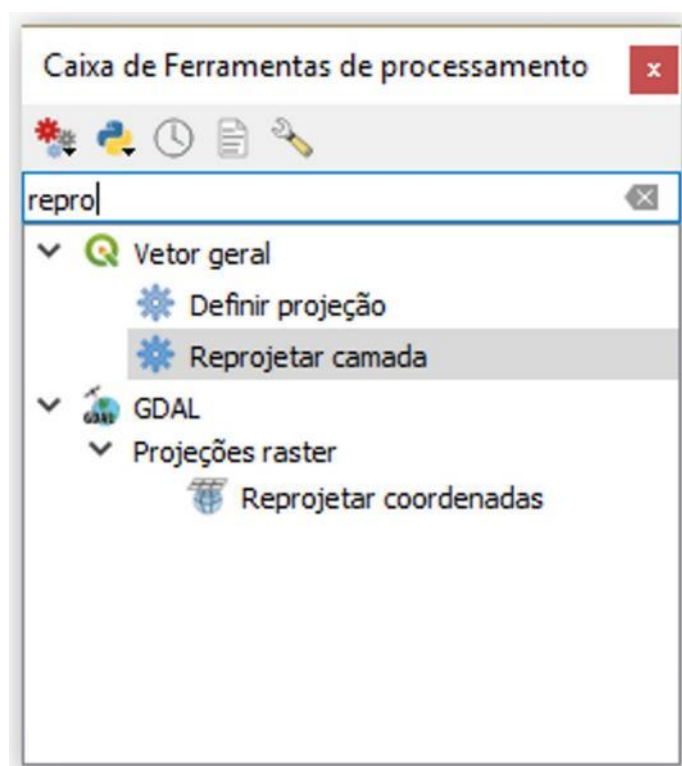 Caixa de Ferramentas de processamento
repro
Vetor geral
Definir projeção
Reprojetar camada
GDAL
Projeções raster
Reprojetar coordenadas